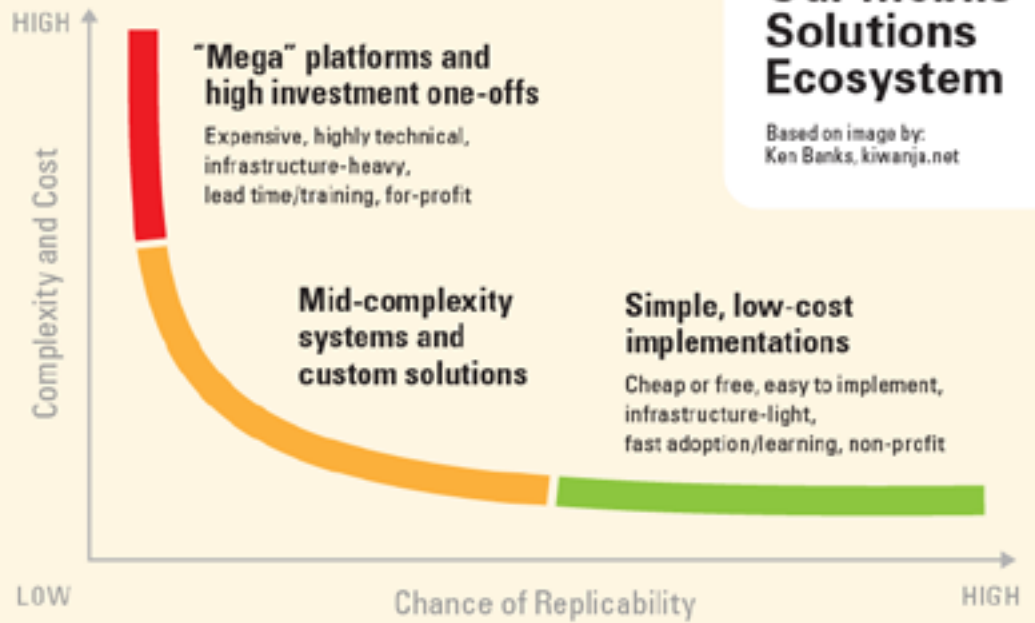 Solutions
Ecosystem
Based on image by:
Ken Banks, kiwanja.net
HIGH
"Mega" platforms and
high investment one-offs
Expensive, highly technical,
infrastructure-heavy,
lead time/training, for-profit
Complexity and Cost
Mid-complexity
systems and
custom solutions
Simple, low-cost
implementations
Cheap or free, easy to implement,
infrastructure-light,
fast adoption/learning, non-profit
LOW
Chance of Replicability
HIGH